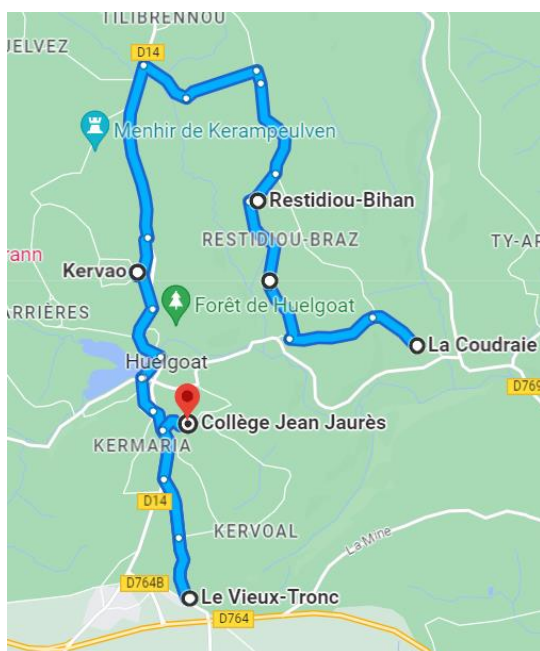 TILIBRENNOU
UELVEZ
D14
Menhir de Kerampeulven
Restidiou-Bihan
RESTIDIOU-BRAZ
TY-AR
rann
Kervao
Forêt de Huelgoat
ARRIÈRES
La Coudraie
Huelgoat
D769
Collège Jean Jaurès
KERMARIA
D14
KERVOAL
La Mine
D764B
Le Vieux-Tronc
D764